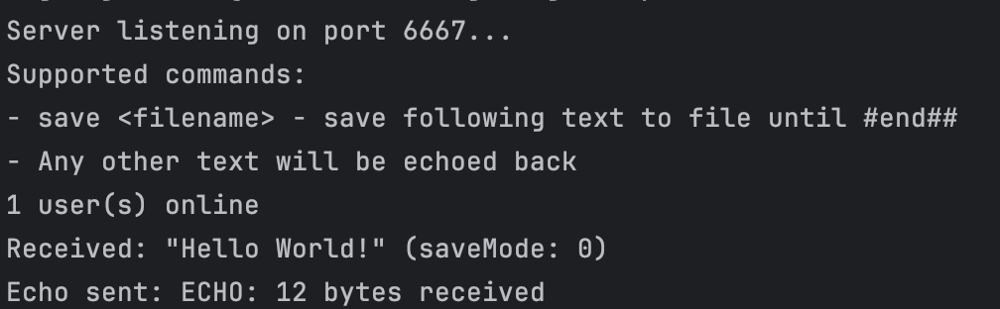 Server listening on port 6667...
Supported commands:
- save <filename> - save following text to file until #end##
- Any other text will be echoed back
1 user(s) online
Received: "Hello World!" (saveMode: 0)
Echo sent: ECHO: 12 bytes received